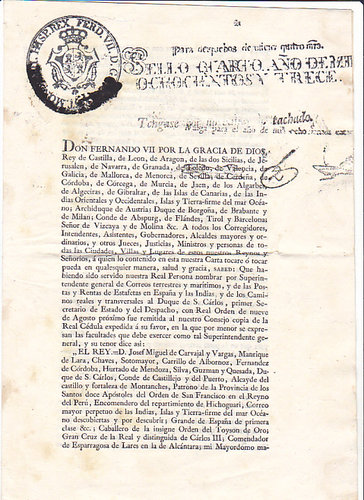 HISP. REX. FERD. VII. D. G.
Para despachos de oficio quatro mrs.
SELLO QUARTO, AÑO DE MIL
OCHOCIENTOS Y TRECE.
Valga para el año de mil ocho
DON FERNANDO VII POR LA GRACIA DE DIOS,
Rey de Castilla, de Leon, de Aragon, de las dos Sicilias, de Je-
rusalen, de Navarra, de Granada, de Toledo, de Valencia, de
Galicia, de Mallorca, de Menorca, de Sevilla, de Cerdeña, de
Córdoba, de Córcega, de Murcia, de Jaen, de los Algarbes,
de Algeciras, de Gibraltar, de las Islas de Canarias, de las In-
dias Orientales y Occidentales, Islas y Tierra-firme del mar Océa-
no; Archiduque de Austria; Duque de Borgoña, de Brabante y
de Milan; Conde de Abspurg, de Flándes, Tirol y Barcelona;
Señor de Vizcaya y de Molina &c. A todos los Corregidores,
Intendentes, Asistentes, Gobernadores, Alcaldes mayores y or-
dinarios, y otros Jueces, Justicias, Ministros y personas de to-
das las Ciudades, Villas y Lugares de estos nuestros Reynos y
Señoríos, á quien lo contenido en esta nuestra Carta tocare ó tocar
pueda en qualesquier manera, salud y gracia, SABED: Que ha-
biendo sido servido nuestra Real Persona nombrar por Superin-
tendente general de Correos terrestres y marítimos, y de las Pos-
tas y Rentas de Estafetas en España y las Indias, y de los Cami-
nos reales y transversales al Duque de S. Cárlos, primer Se-
cretario de Estado y del Despacho, con Real Orden de nueve
de Agosto próximo fue remitida al nuestro Consejo copia de la
Real Cédula expedida á su favor, en la que por menor se expre-
san las facultades que debe exercer como tal Superintendente ge-
neral, y su tenor dice así:
„EL REY.=D. Josef Miguel de Carvajal y Vargas, Manrique
de Lara, Chaves, Sotomayor, Carrillo de Albornoz, Fernandez
de Córdoba, Hurtado de Mendoza, Silva, Guzman y Quesada, Du-
que de S. Cárlos, Conde de Castillejo y del Puerto, Alcayde del
castillo y fortaleza de Montanches, Patrono de la Provincia de los
Santos doce Apóstoles del Orden de San Francisco en el Reyno
del Perú, Encomendero del repartimiento de Hichoguari; Correo
mayor perpetuo de las Indias, Islas y Tierra-firme del mar Océa-
no descubiertas y por descubrir; Grande de España de primera
clase &c.; Caballero de la insigne Orden del Toyson de Oro;
Gran Cruz de la Real y distinguida de Cárlos III; Comendador
de Esparragosa de Lares en la de Alcántara; mi Mayordomo ma-